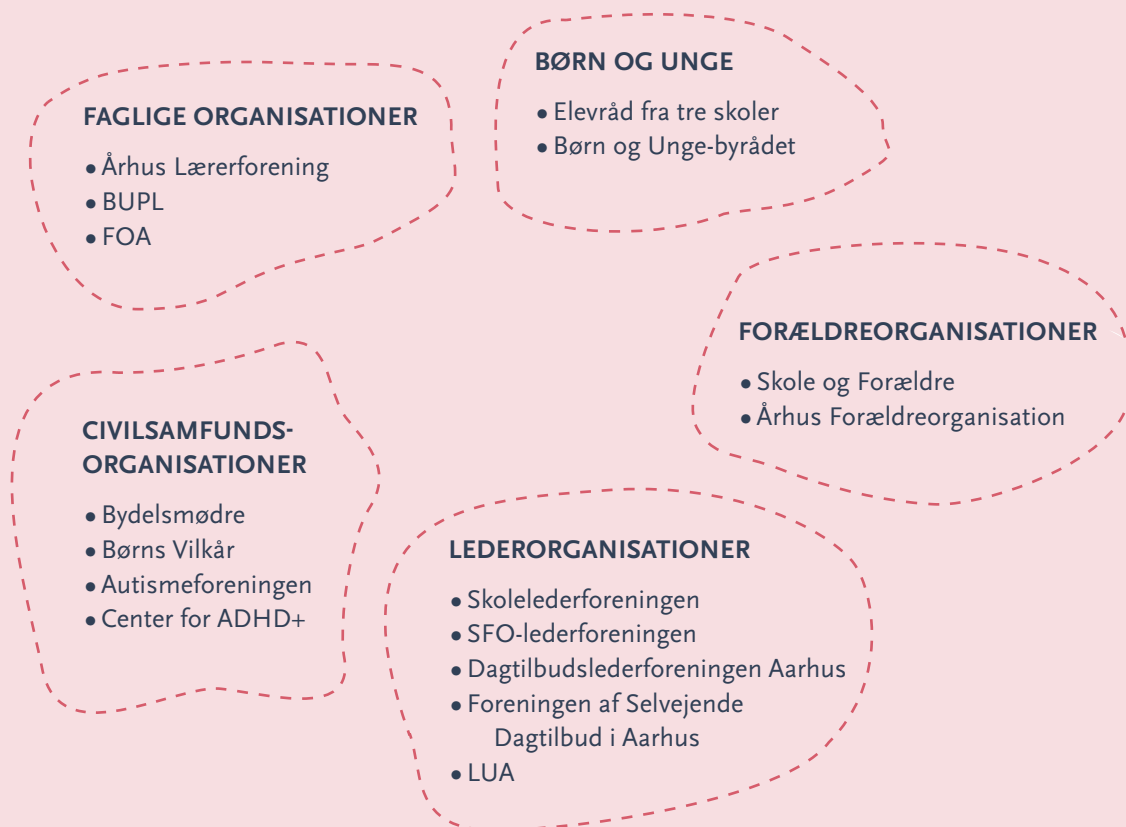 FAGLIGE ORGANISATIONER
• Århus Lærerforening
• BUPL
• FOA
BØRN OG UNGE
• Elevråd fra tre skoler
• Børn og Unge-byrådet
FORÆLDREORGANISATIONER
• Skole og Forældre
• Århus Forældreorganisation
CIVILSAMFUNDS-
ORGANISATIONER
• Bydelsmødre
• Børns Vilkår
• Autismeforeningen
• Center for ADHD+
LEDERORGANISATIONER
• Skolelederforeningen
• SFO-lederforeningen
• Dagtilbudslederforeningen Aarhus
• Foreningen af Selvejende
Dagtilbud i Aarhus
• LUA